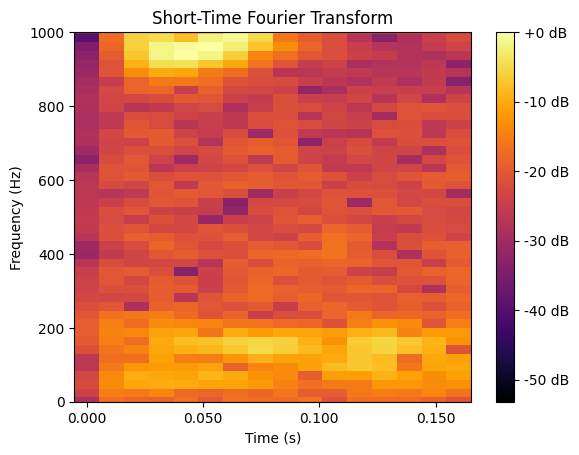 Short-Time Fourier Transform
1000
800
600
400
200
0
Frequency (Hz)
0.000
0.050
0.100
0.150
Time (s)
+0 dB
-10 dB
-20 dB
-30 dB
-40 dB
-50 dB